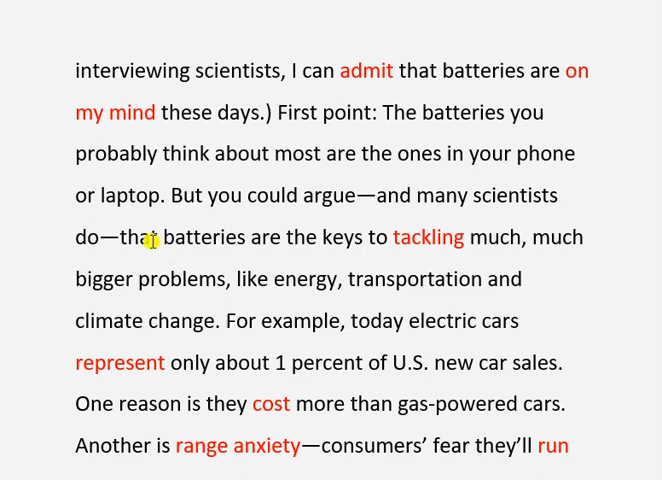 interviewing scientists, I can admit that batteries are on
my mind these days.) First point: The batteries you
probably think about most are the ones in your phone
or laptop. But you could argue—and many scientists
do—that batteries are the keys to tackling much, much
bigger problems, like energy, transportation and
climate change. For example, today electric cars
represent only about 1 percent of U.S. new car sales.
One reason is they cost more than gas-powered cars.
Another is range anxiety—consumers’ fear they’ll run